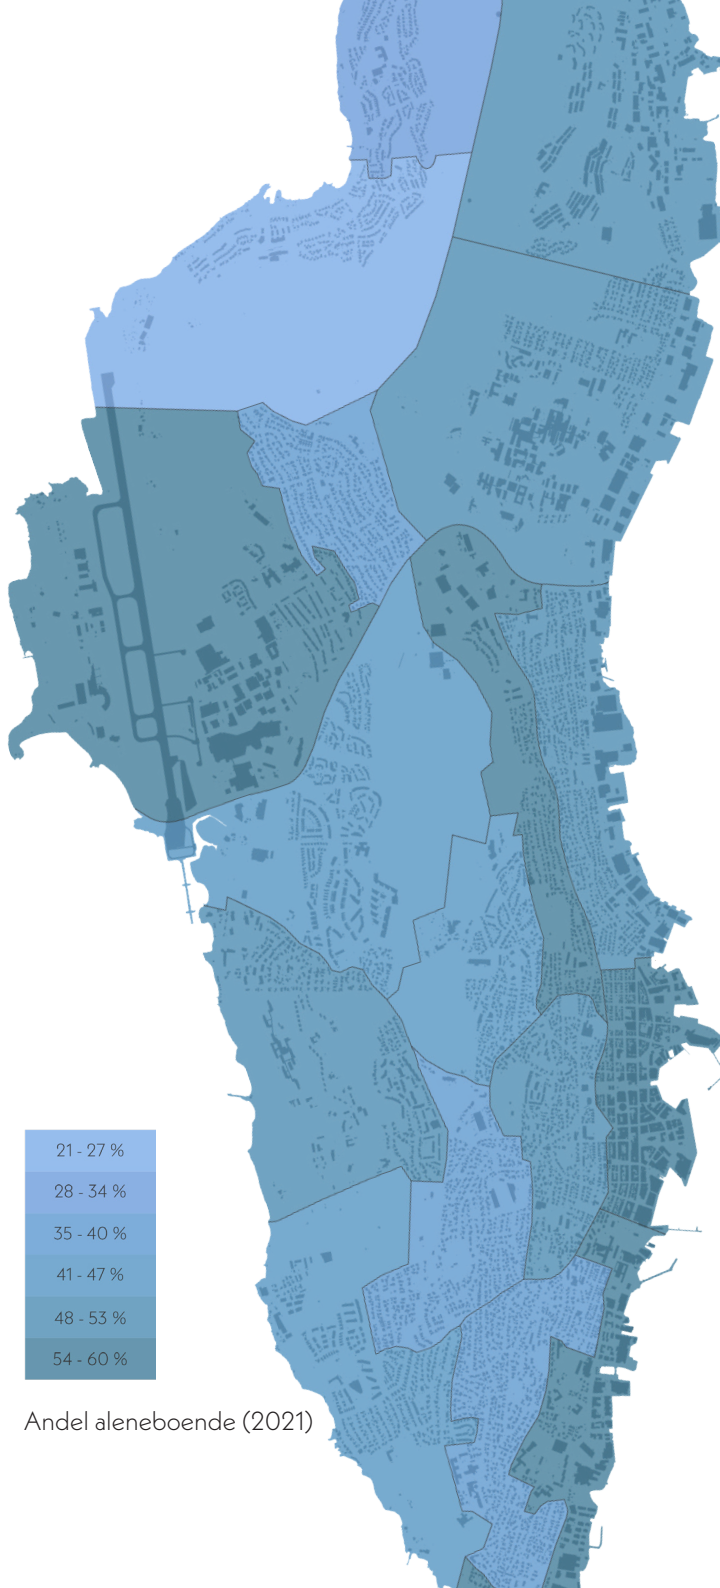 21 - 27 %
28 - 34 %
35 - 40 %
41 - 47 %
48 - 53 %
54 - 60 %
Andel aleneboende (2021)